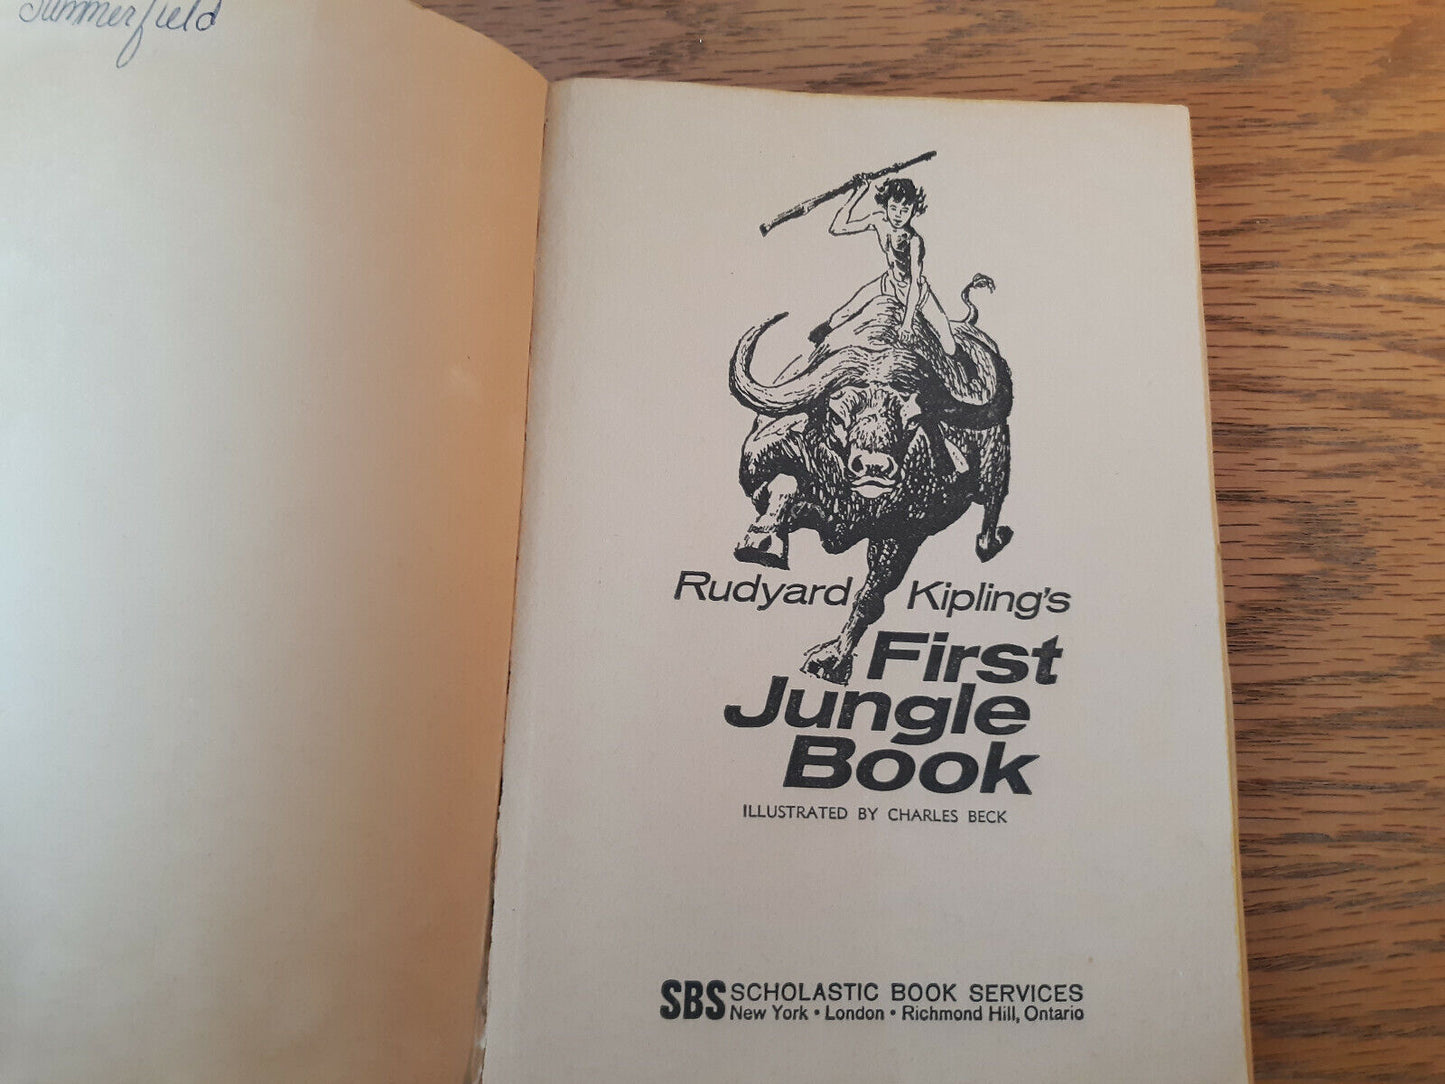 Summerfield
Rudyard Kipling's
First
Jungle
Book
ILLUSTRATED BY CHARLES BECK
SBS SCHOLASTIC BOOK SERVICES
New York • London • Richmond Hill, Ontario